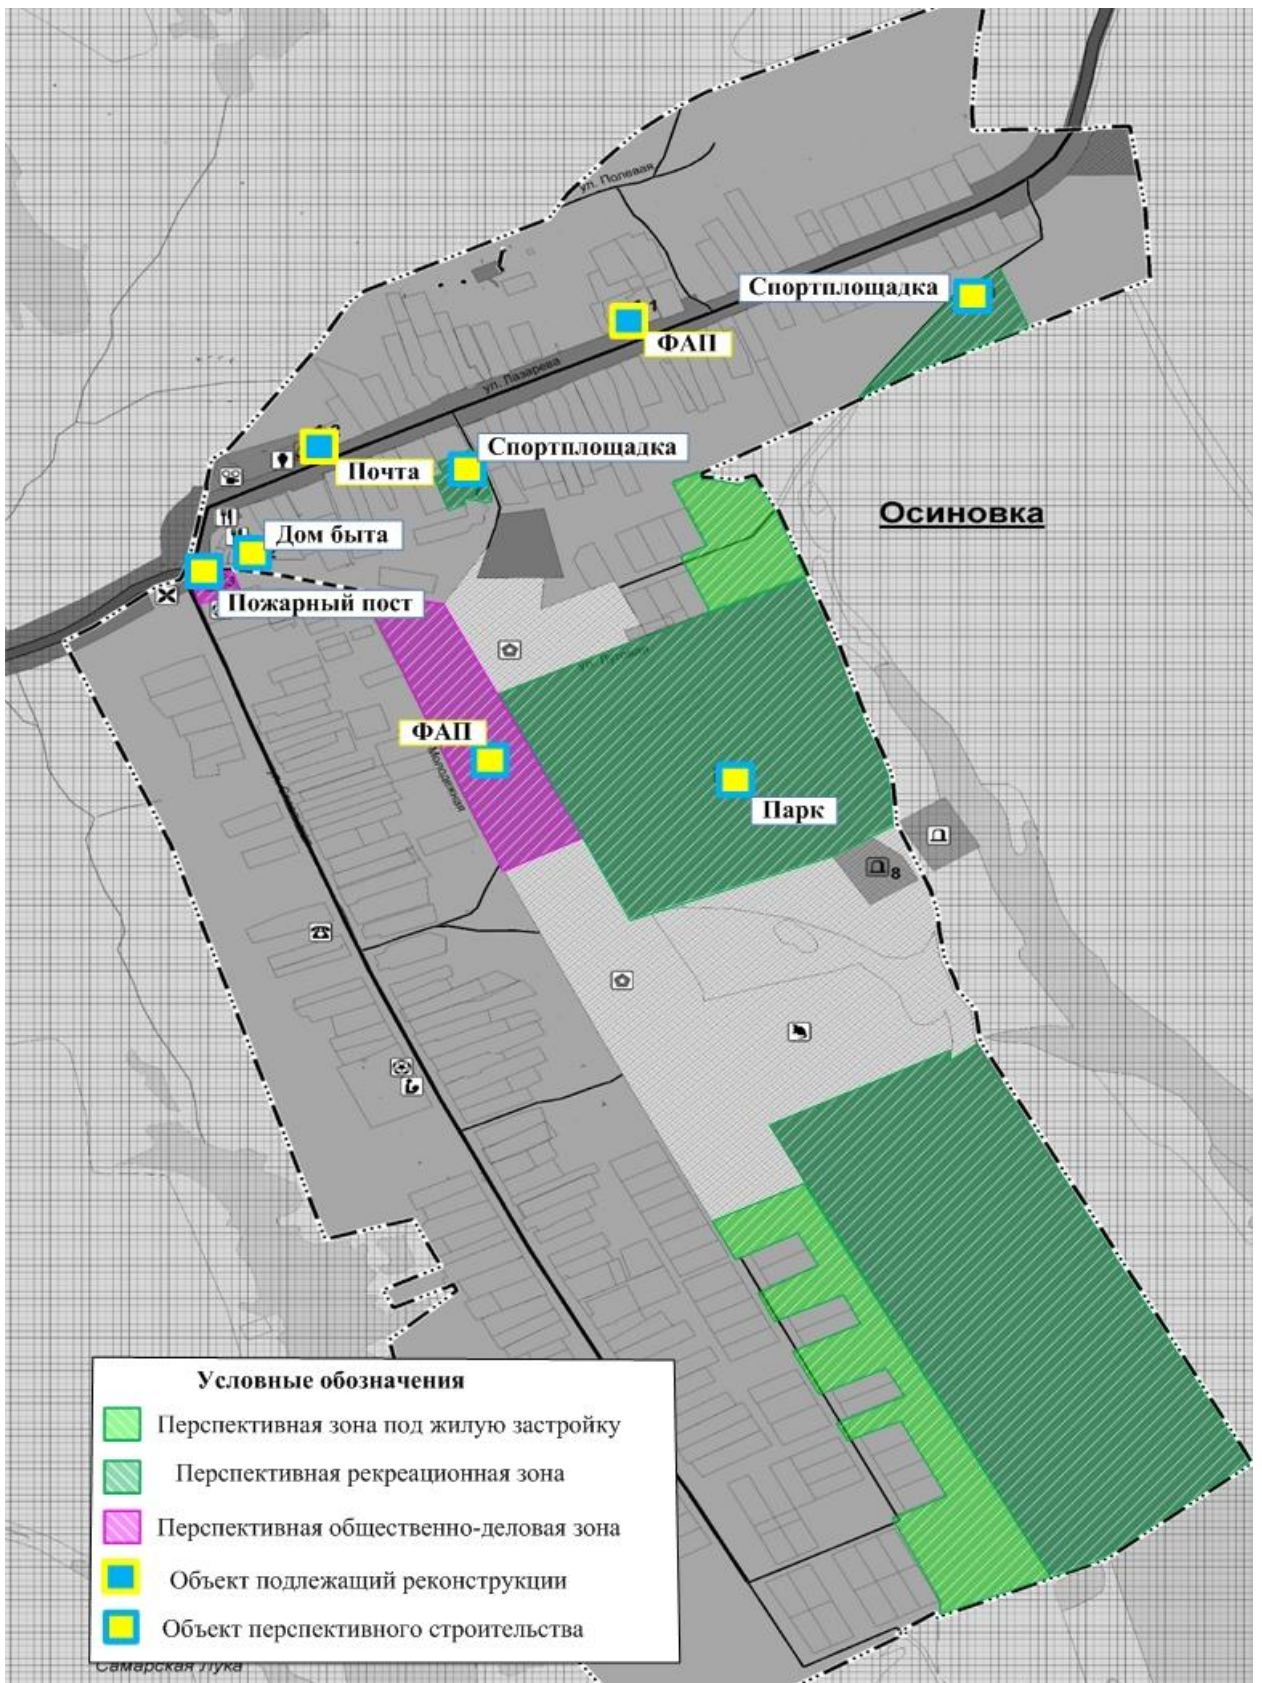 ул. Полевая
Спортплощадка
ФАП
ул. Лазарева
Спортплощадка
Почта
Осиновка
Дом быта
Пожарный пост
ФАП
Молодежная
Парк
8
Условные обозначения
Перспективная зона под жилую застройку
Перспективная рекреационная зона
Перспективная общественно-деловая зона
Объект подлежащий реконструкции
Объект перспективного строительства
Самарская Лука